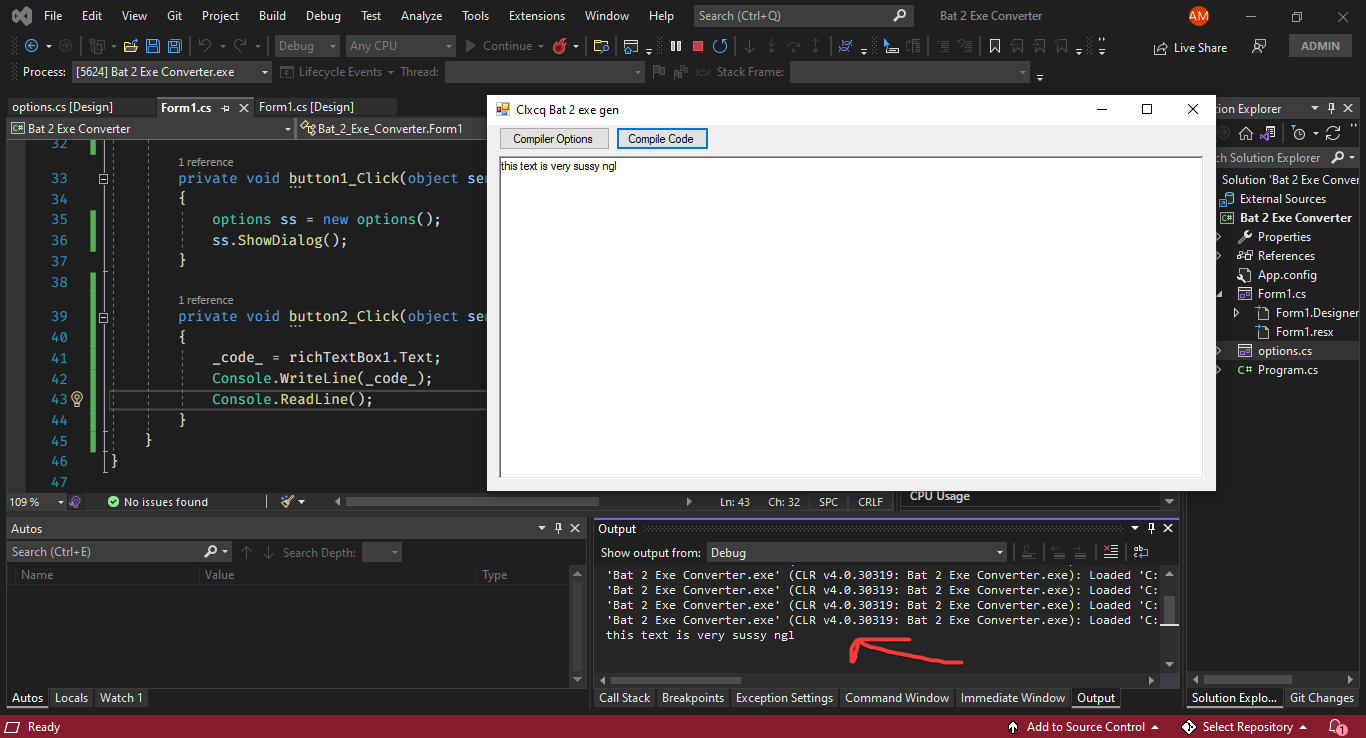 File Edit View Git Project Build Debug Test Analyze Tools Extensions Window Help Search (Ctrl+Q) Bat 2 Exe Converter AM
Debug Any CPU Continue Live Share ADMIN
Process: [5624] Bat 2 Exe Converter.exe Lifecycle Events Thread: Stack Frame:
options.cs [Design] Form1.cs Form1.cs [Design]
C# Bat 2 Exe Converter Bat_2_Exe_Converter.Form1
32
1 reference
33 private void button1_Click(object se
34 {
35 options ss = new options();
36 ss.ShowDialog();
37 }
38
1 reference
39 private void button2_Click(object se
40 {
41 _code_ = richTextBox1.Text;
42 Console.WriteLine(_code_);
43 Console.ReadLine();
44 }
45 }
46 }
47
109 % No issues found Ln: 43 Ch: 32 SPC CRLF
Clxcq Bat 2 exe gen
Compiler Options Compile Code
this text is very sussy ngl
ion Explorer
ch Solution Explorer
Solution 'Bat 2 Exe Conver
External Sources
C# Bat 2 Exe Converter
Properties
References
App.config
Form1.cs
Form1.Designer
Form1.resx
options.cs
C# Program.cs
CPU Usage
Autos
Search (Ctrl+E) Search Depth:
Name Value Type
Autos Locals Watch 1
Output
Show output from: Debug
'Bat 2 Exe Converter.exe' (CLR v4.0.30319: Bat 2 Exe Converter.exe): Loaded 'C:
'Bat 2 Exe Converter.exe' (CLR v4.0.30319: Bat 2 Exe Converter.exe): Loaded 'C:
'Bat 2 Exe Converter.exe' (CLR v4.0.30319: Bat 2 Exe Converter.exe): Loaded 'C:
'Bat 2 Exe Converter.exe' (CLR v4.0.30319: Bat 2 Exe Converter.exe): Loaded 'C:
this text is very sussy ngl
Call Stack Breakpoints Exception Settings Command Window Immediate Window Output
Solution Explo... Git Changes
Ready Add to Source Control Select Repository 1